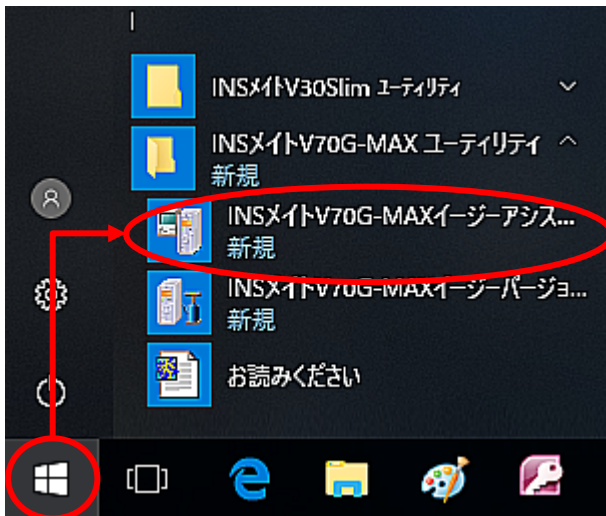 I
INSメイトV30Slim ユーティリティ
INSメイトV70G-MAX ユーティリティ
新規
INSメイトV70G-MAXイージーアシス...
新規
INSメイトV70G-MAXイージーバージョ...
新規
お読みください